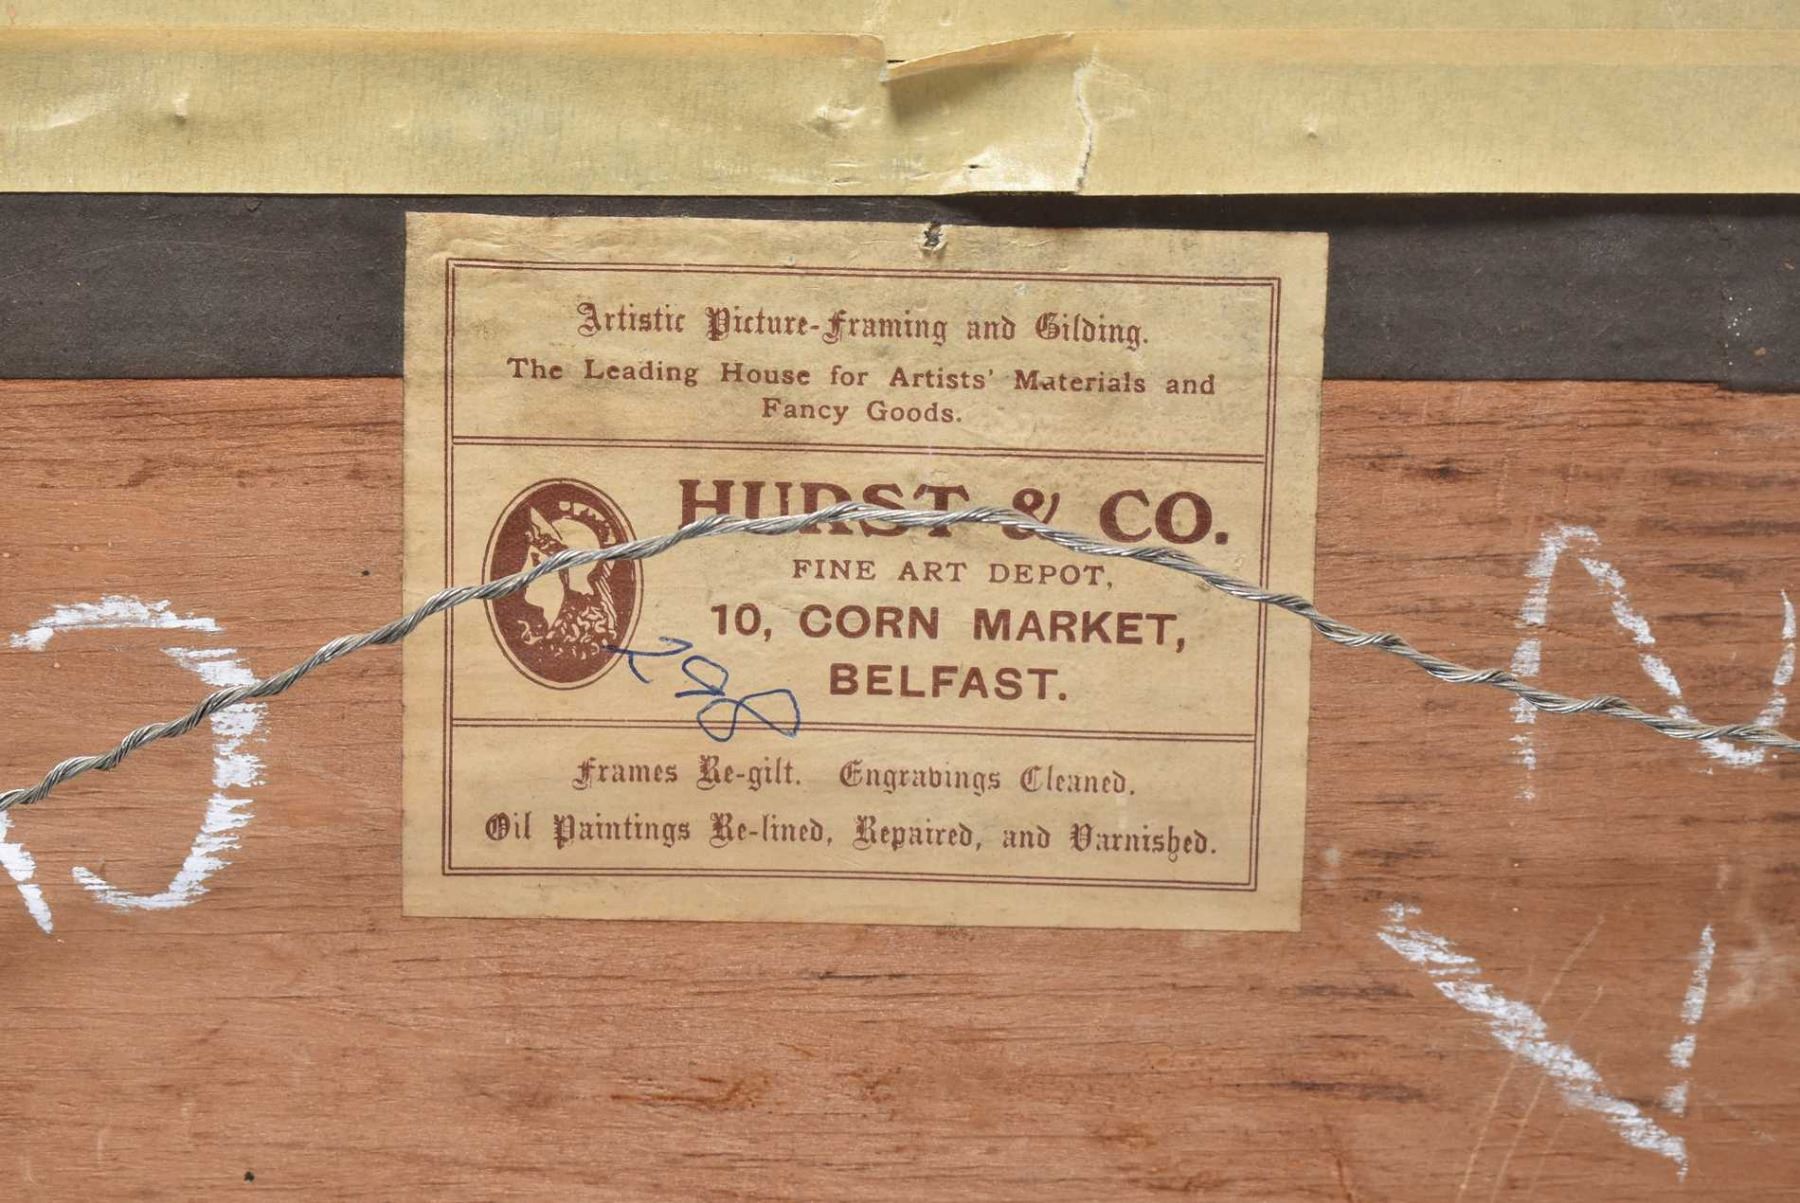 Artistic Picture-Framing and Gilding.
The Leading House for Artists' Materials and
Fancy Goods.
HURST & CO.
FINE ART DEPOT,
10, CORN MARKET,
BELFAST.
298
Frames Re-gilt. Engravings Cleaned.
Oil Paintings Re-lined, Repaired, and Varnished.